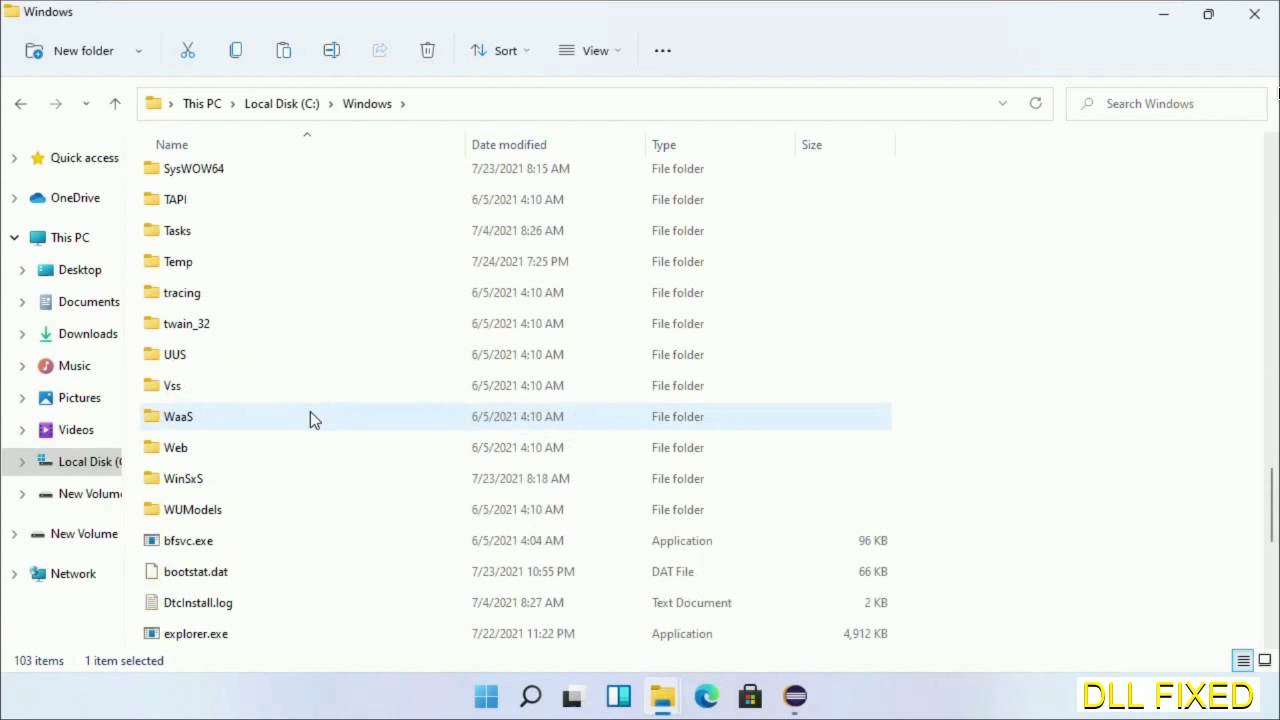 Windows
New folder Sort View
This PC Local Disk (C:) Windows Search Windows
Name Date modified Type Size
Quick access
OneDrive
This PC
Desktop
Documents
Downloads
Music
Pictures
Videos
Local Disk (
New Volum
New Volume
Network
SysWOW64 7/23/2021 8:15 AM File folder
TAPI 6/5/2021 4:10 AM File folder
Tasks 7/4/2021 8:26 AM File folder
Temp 7/24/2021 7:25 PM File folder
tracing 6/5/2021 4:10 AM File folder
twain_32 6/5/2021 4:10 AM File folder
UUS 6/5/2021 4:10 AM File folder
Vss 6/5/2021 4:10 AM File folder
WaaS 6/5/2021 4:10 AM File folder
Web 6/5/2021 4:10 AM File folder
WinSxS 7/23/2021 8:18 AM File folder
WUModels 6/5/2021 4:10 AM File folder
bfsvc.exe 6/5/2021 4:04 AM Application 96 KB
bootstat.dat 7/23/2021 10:55 PM DAT File 66 KB
DtcInstall.log 7/4/2021 8:27 AM Text Document 2 KB
explorer.exe 7/22/2021 11:22 PM Application 4,912 KB
103 items 1 item selected
DLL FIXED